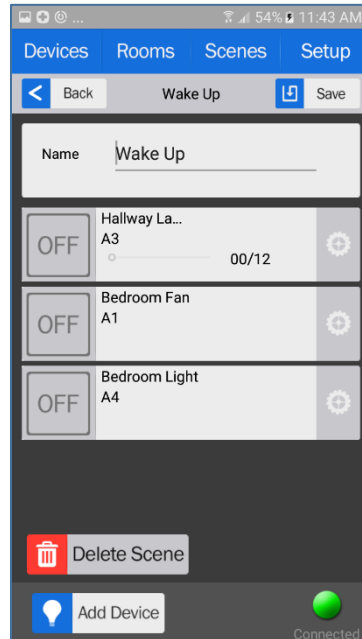 ... 54% 11:43 AM
Devices Rooms Scenes Setup
Back Wake Up Save
Name Wake Up
OFF Hallway La...
A3
00/12
OFF Bedroom Fan
A1
OFF Bedroom Light
A4
Delete Scene
Add Device
Connected